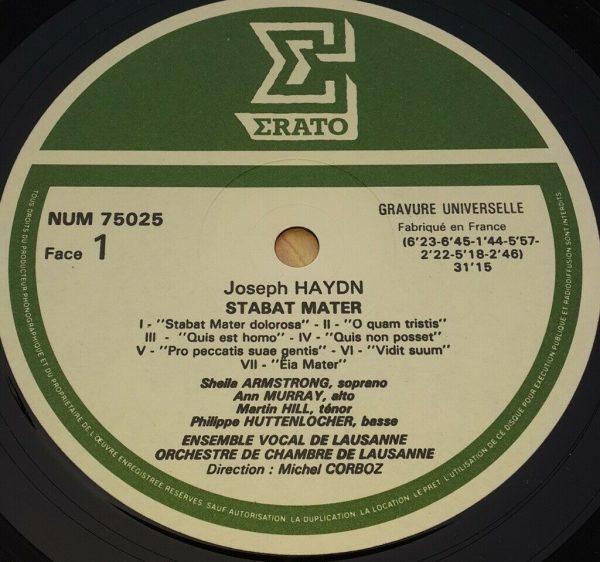 ΣRATO
NUM 75025
Face 1
GRAVURE UNIVERSELLE
Fabriqué en France
(6'23-6'45-1'44-5'57-
2'22-5'18-2'46)
31'15
Joseph HAYDN
STABAT MATER
I - "Stabat Mater dolorosa" - II - "O quam tristis"
III - "Quis est homo" - IV - "Quis non posset"
V - "Pro peccatis suae gentis" - VI - "Vidit suum"
VII - "Eia Mater"
Sheila ARMSTRONG, soprano
Ann MURRAY, alto
Martin HILL, ténor
Philippe HUTTENLOCHER, basse
ENSEMBLE VOCAL DE LAUSANNE
ORCHESTRE DE CHAMBRE DE LAUSANNE
Direction : Michel CORBOZ
TOUS DROITS DU PRODUCTEUR PHONOGRAPHIQUE ET DU PROPRIETAIRE DE L'ŒUVRE ENREGISTREE RESERVES. SAUF AUTORISATION, LA DUPLICATION, LA LOCATION, LE PRET, L'UTILISATION DE CE DISQUE POUR EXECUTION PUBLIQUE ET RADIODIFFUSION SONT INTERDITS